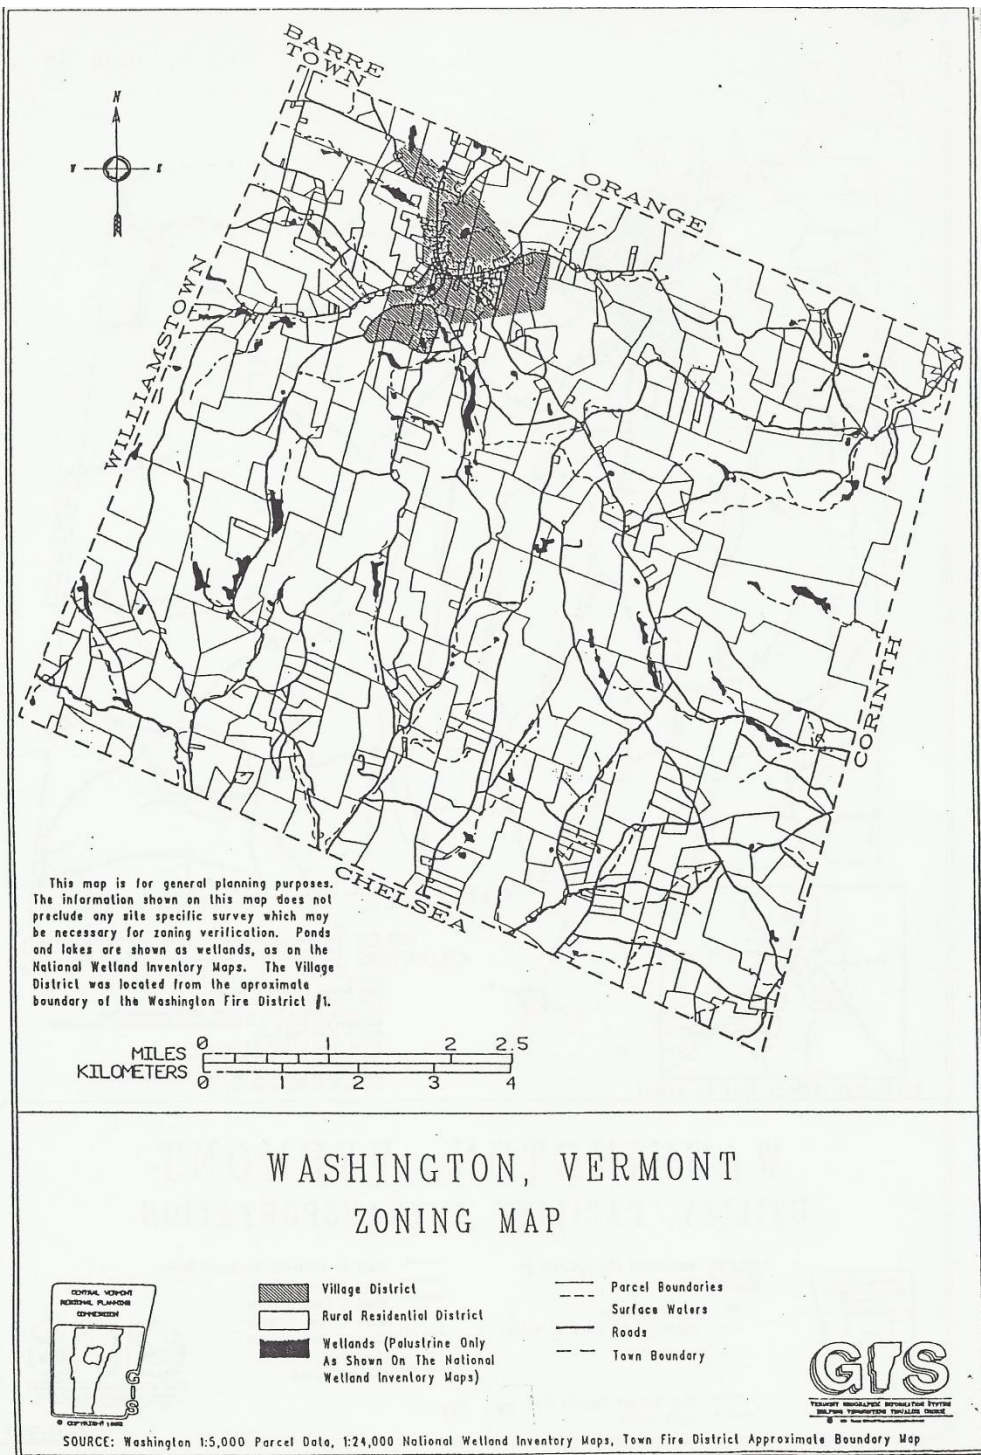 BARRE
TOWN
N
E
ORANGE
WILLIAMSTOWN
CORINTH
CHELSEA
This map is for general planning purposes.
The information shown on this map does not
preclude any site specific survey which may
be necessary for zoning verification. Ponds
and lakes are shown as wetlands, as on the
National Wetland Inventory Maps. The Village
District was located from the aproximate
boundary of the Washington Fire District #1.
MILES 0 1 2 2.5
KILOMETERS 0 1 2 3 4
WASHINGTON, VERMONT
ZONING MAP
CENTRAL VERMONT
REGIONAL PLANNING
COMMISSION
GIS
© COPYRIGHT
Village District
Rural Residential District
Wetlands (Palustrine Only
As Shown On The National
Wetland Inventory Maps)
Parcel Boundaries
Surface Waters
Roads
Town Boundary
GIS
VERMONT GEOGRAPHIC INFORMATION SYSTEM
SOURCE: Washington 1:5,000 Parcel Data, 1:24,000 National Wetland Inventory Maps, Town Fire District Approximate Boundary Map